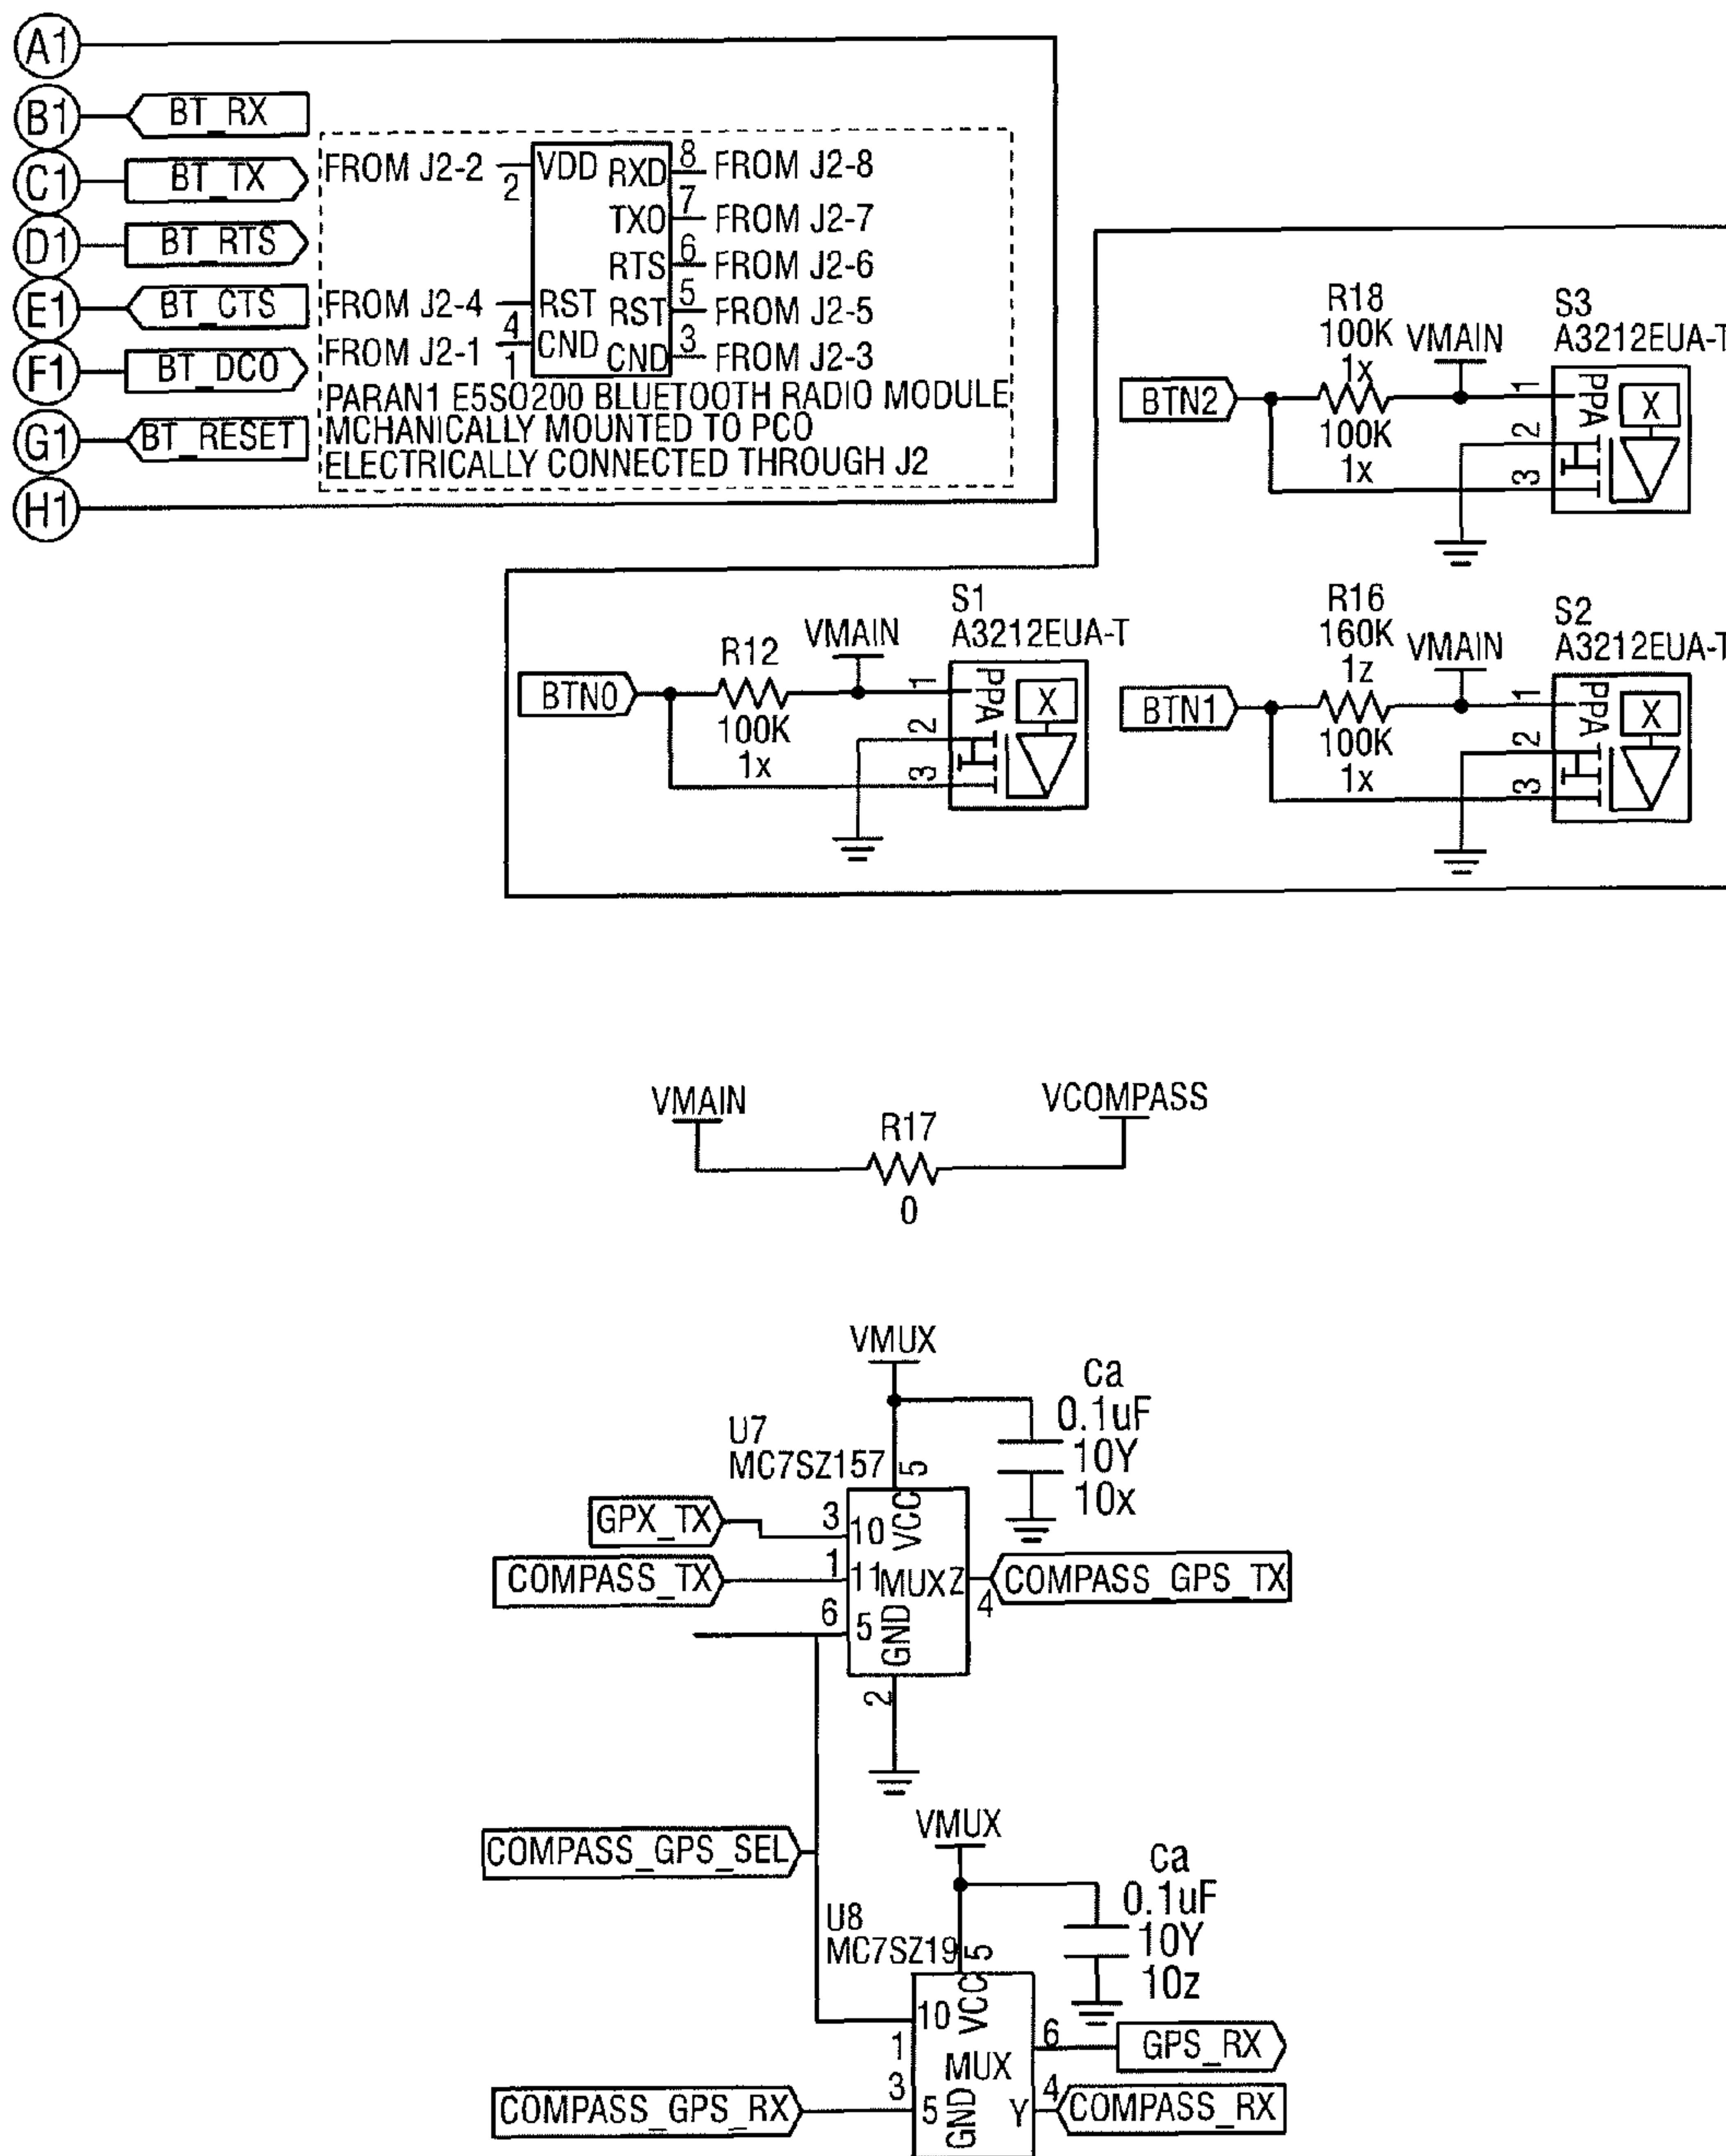 A1
B1
BT_RX
C1
BT_TX
D1
BT_RTS
E1
BT_CTS
F1
BT_DCO
G1
BT_RESET
H1
FROM J2-2
2
VDD
RXD
8
FROM J2-8
TXO
7
FROM J2-7
RTS
6
FROM J2-6
FROM J2-4
4
RST
RST
5
FROM J2-5
FROM J2-1
1
CND
CND
3
FROM J2-3
PARAN1 E5SO200 BLUETOOTH RADIO MODULE
MCHANICALLY MOUNTED TO PCO
ELECTRICALLY CONNECTED THROUGH J2
BTN2
R18
100K
1x
100K
1x
VMAIN
S3
A3212EUA-T
1
2
3
PPA
X
BTN0
R12
100K
1x
VMAIN
S1
A3212EUA-T
1
2
3
PPA
X
BTN1
R16
160K
1z
100K
1x
VMAIN
S2
A3212EUA-T
1
2
3
PPA
X
VMAIN
R17
0
VCOMPASS
VMUX
Ca
0.1uF
10Y
10x
U7
MC7SZ157
5
VCC
GPX_TX
3
10
COMPASS_TX
1
11
MUX
Z
4
COMPASS_GPS_TX
6
5
GND
2
COMPASS_GPS_SEL
VMUX
Ca
0.1uF
10Y
10z
U8
MC7SZ19
5
VCC
10
1
MUX
6
GPS_RX
COMPASS_GPS_RX
3
5
GND
Y
4
COMPASS_RX